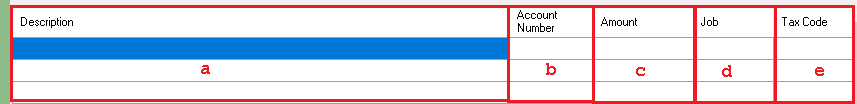 Description Account Number Amount Job Tax Code
a b c d e